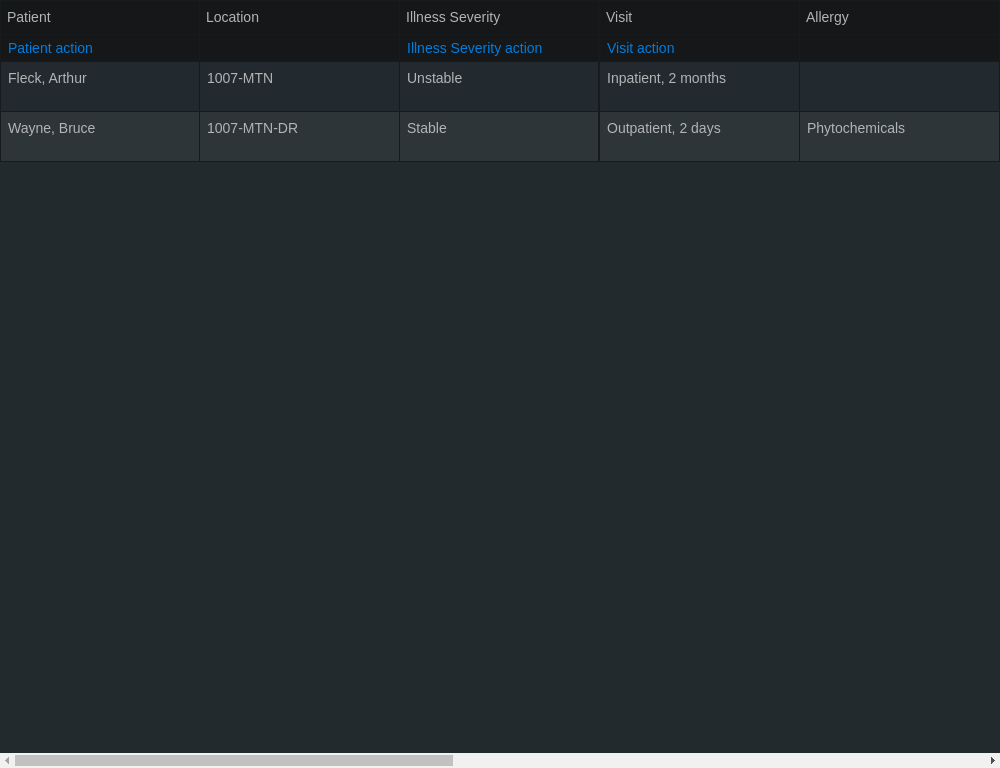 Patient Location Illness Severity Visit Allergy
Patient action Illness Severity action Visit action
Fleck, Arthur 1007-MTN Unstable Inpatient, 2 months
Wayne, Bruce 1007-MTN-DR Stable Outpatient, 2 days Phytochemicals